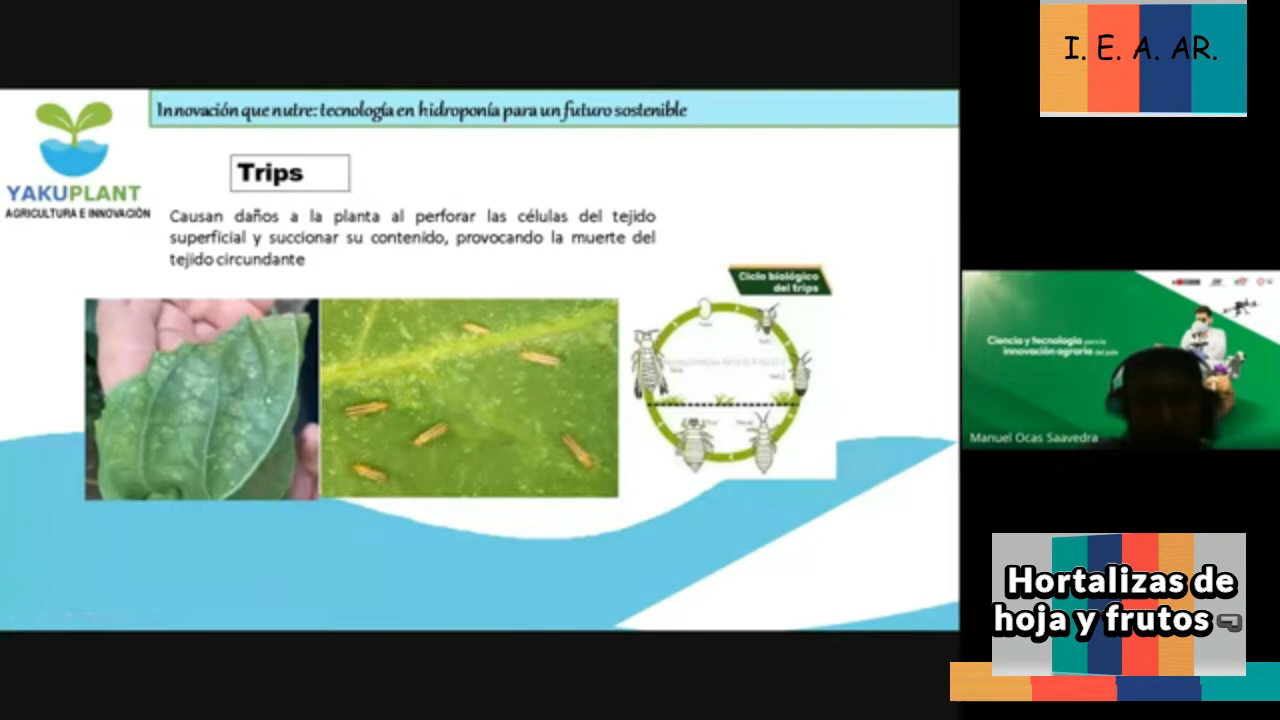 I. E. A. AR.
Innovación que nutre: tecnología en hidroponía para un futuro sostenible
YAKUPLANT
AGRICULTURA E INNOVACIÓN
Trips
Causan daños a la planta al perforar las células del tejido
superficial y succionar su contenido, provocando la muerte del
tejido circundante
Ciclo biológico
del trips
Ciencia y tecnología para la
innovación agraria del país
Manuel Ocas Saavedra
Hortalizas de
hoja y frutos